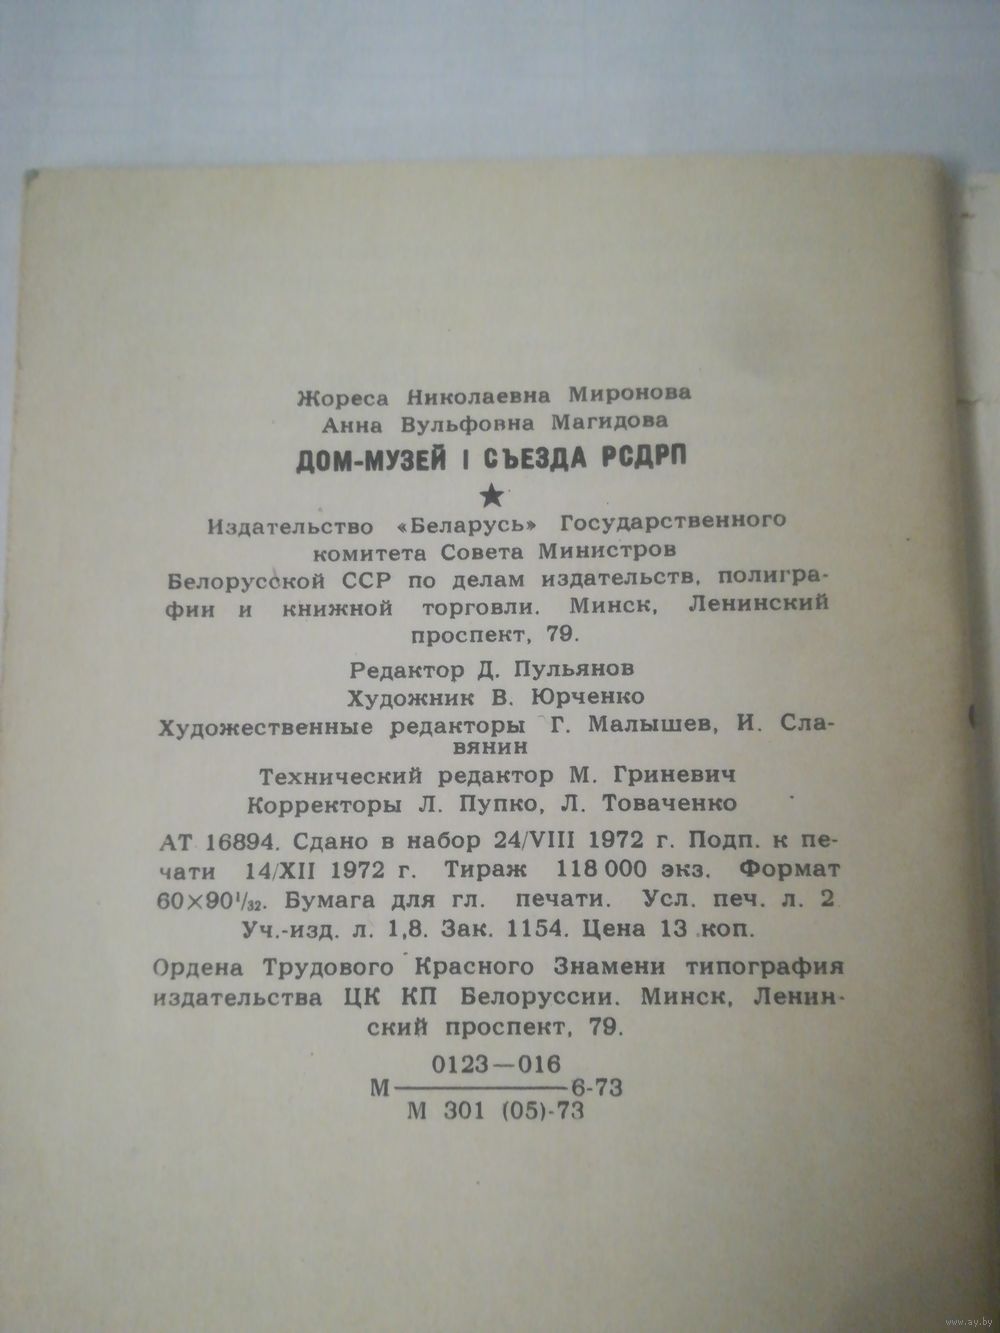 Жореса Николаевна Миронова
Анна Вульфовна Магидова
ДОМ-МУЗЕЙ I СЪЕЗДА РСДРП
★
Издательство «Беларусь» Государственного
комитета Совета Министров
Белорусской ССР по делам издательств, полигра-
фии и книжной торговли. Минск, Ленинский
проспект, 79.
Редактор Д. Пульянов
Художник В. Юрченко
Художественные редакторы Г. Малышев, И. Сла-
вянин
Технический редактор М. Гриневич
Корректоры Л. Пупко, Л. Товаченко
АТ 16894. Сдано в набор 24/VIII 1972 г. Подп. к пе-
чати 14/XII 1972 г. Тираж 118 000 экз. Формат
60×90¹/₃₂. Бумага для гл. печати. Усл. печ. л. 2
Уч.-изд. л. 1,8. Зак. 1154. Цена 13 коп.
Ордена Трудового Красного Знамени типография
издательства ЦК КП Белоруссии. Минск, Ленин-
ский проспект, 79.
0123—016
М————6-73
М 301 (05)-73
www.ay.by